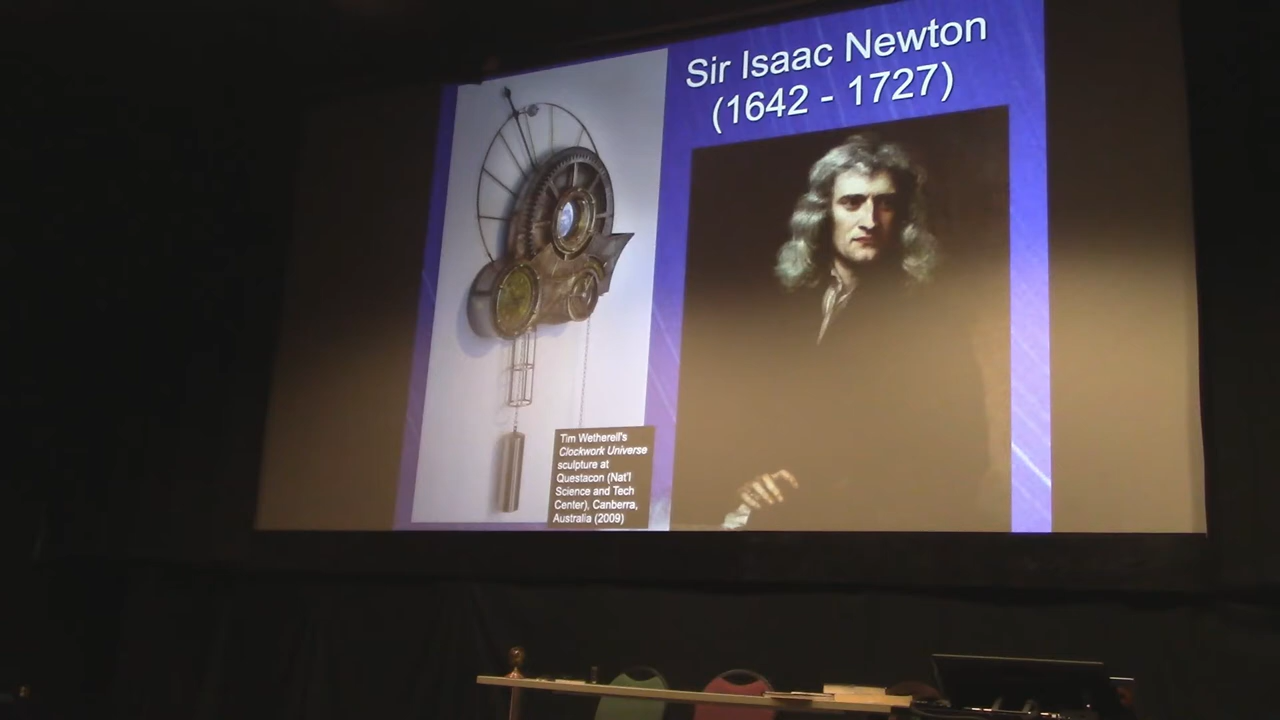 Sir Isaac Newton
(1642 - 1727)
Tim Wetherell's
Clockwork Universe
sculpture at
Questacon (Nat'l
Science and Tech
Center), Canberra,
Australia (2009)